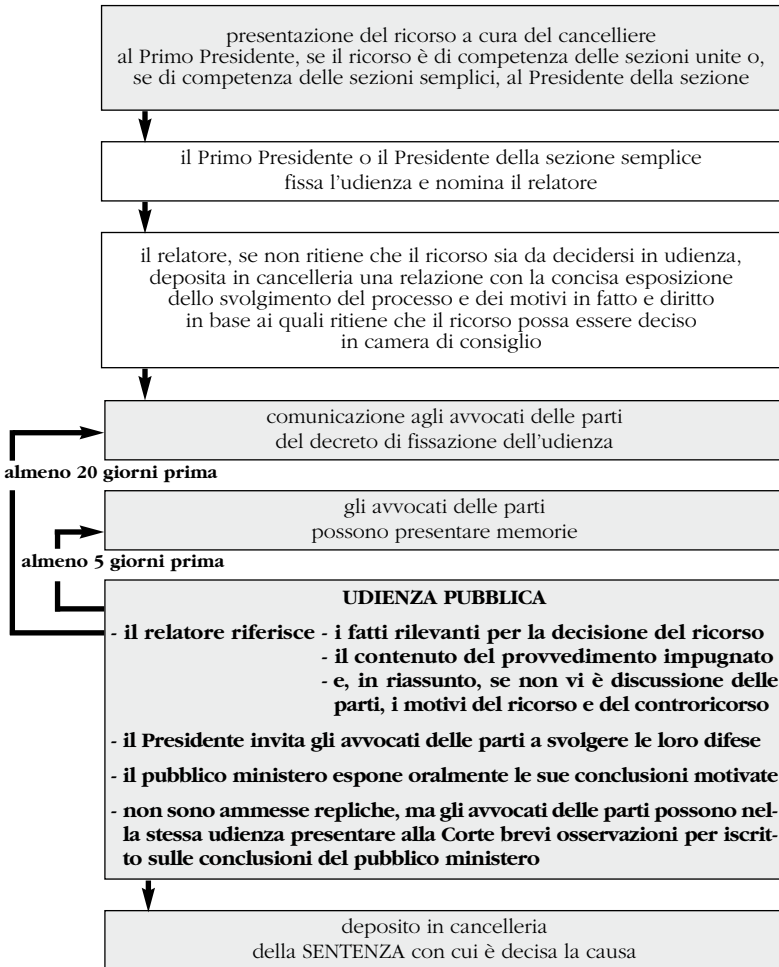 presentazione del ricorso a cura del cancelliere
al Primo Presidente, se il ricorso è di competenza delle sezioni unite o,
se di competenza delle sezioni semplici, al Presidente della sezione
il Primo Presidente o il Presidente della sezione semplice
fissa l'udienza e nomina il relatore
il relatore, se non ritiene che il ricorso sia da decidersi in udienza,
deposita in cancelleria una relazione con la concisa esposizione
dello svolgimento del processo e dei motivi in fatto e diritto
in base ai quali ritiene che il ricorso possa essere deciso
in camera di consiglio
comunicazione agli avvocati delle parti
del decreto di fissazione dell'udienza
almeno 20 giorni prima
gli avvocati delle parti
possono presentare memorie
almeno 5 giorni prima
UDIENZA PUBBLICA
- il relatore riferisce - i fatti rilevanti per la decisione del ricorso
- il contenuto del provvedimento impugnato
- e, in riassunto, se non vi è discussione delle
parti, i motivi del ricorso e del controricorso
- il Presidente invita gli avvocati delle parti a svolgere le loro difese
- il pubblico ministero espone oralmente le sue conclusioni motivate
- non sono ammesse repliche, ma gli avvocati delle parti possono nel-
la stessa udienza presentare alla Corte brevi osservazioni per iscrit-
to sulle conclusioni del pubblico ministero
deposito in cancelleria
della SENTENZA con cui è decisa la causa